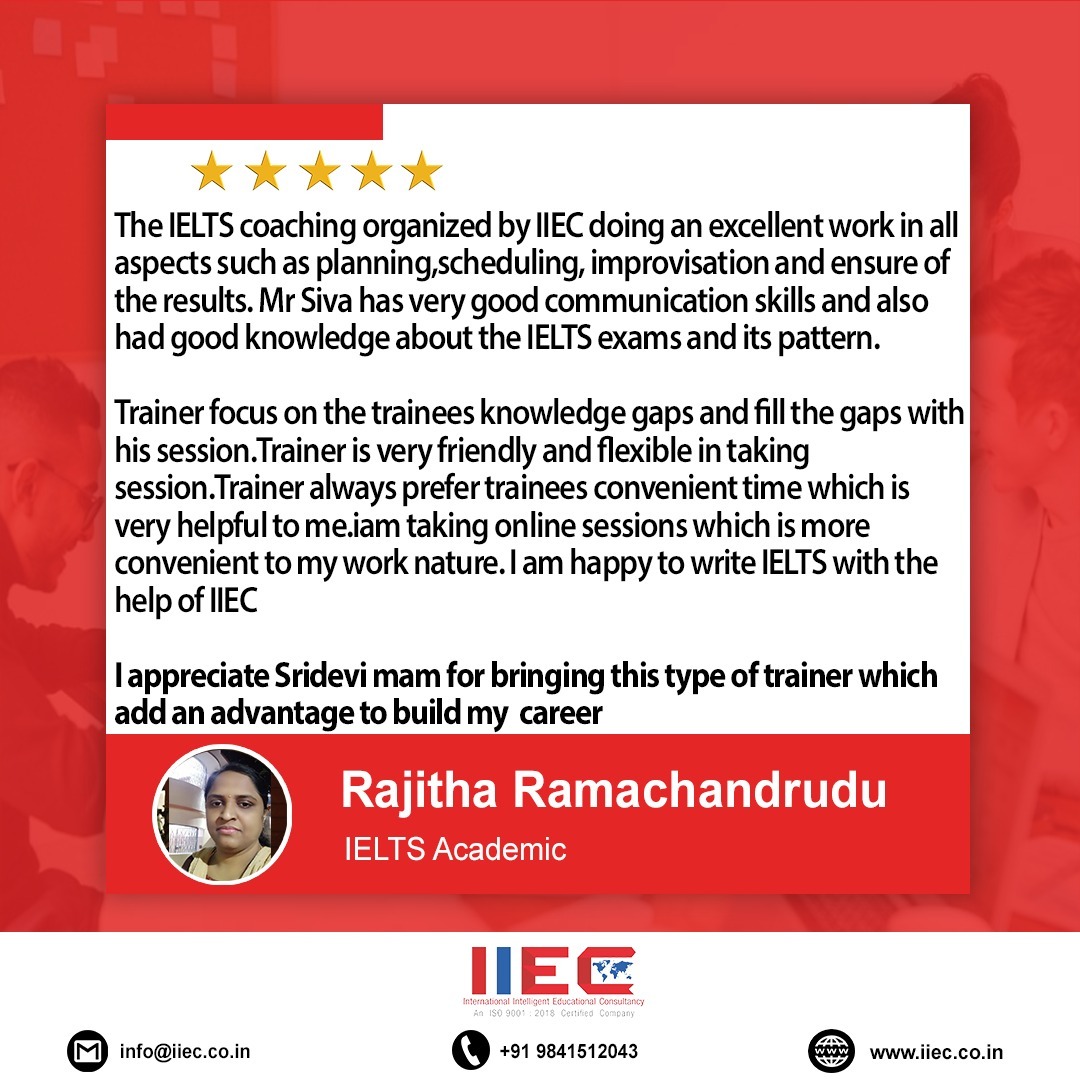 The IELTS coaching organized by IIEC doing an excellent work in all
aspects such as planning,scheduling, improvisation and ensure of
the results. Mr Siva has very good communication skills and also
had good knowledge about the IELTS exams and its pattern.
Trainer focus on the trainees knowledge gaps and fill the gaps with
his session.Trainer is very friendly and flexible in taking
session.Trainer always prefer trainees convenient time which is
very helpful to me.iam taking online sessions which is more
convenient to my work nature. I am happy to write IELTS with the
help of IIEC
I appreciate Sridevi mam for bringing this type of trainer which
add an advantage to build my career
Rajitha Ramachandrudu
IELTS Academic
IIEC
International Intelligent Educational Consultancy
An ISO 9001 : 2018 Certified Company
info@iiec.co.in
+91 9841512043
www.iiec.co.in